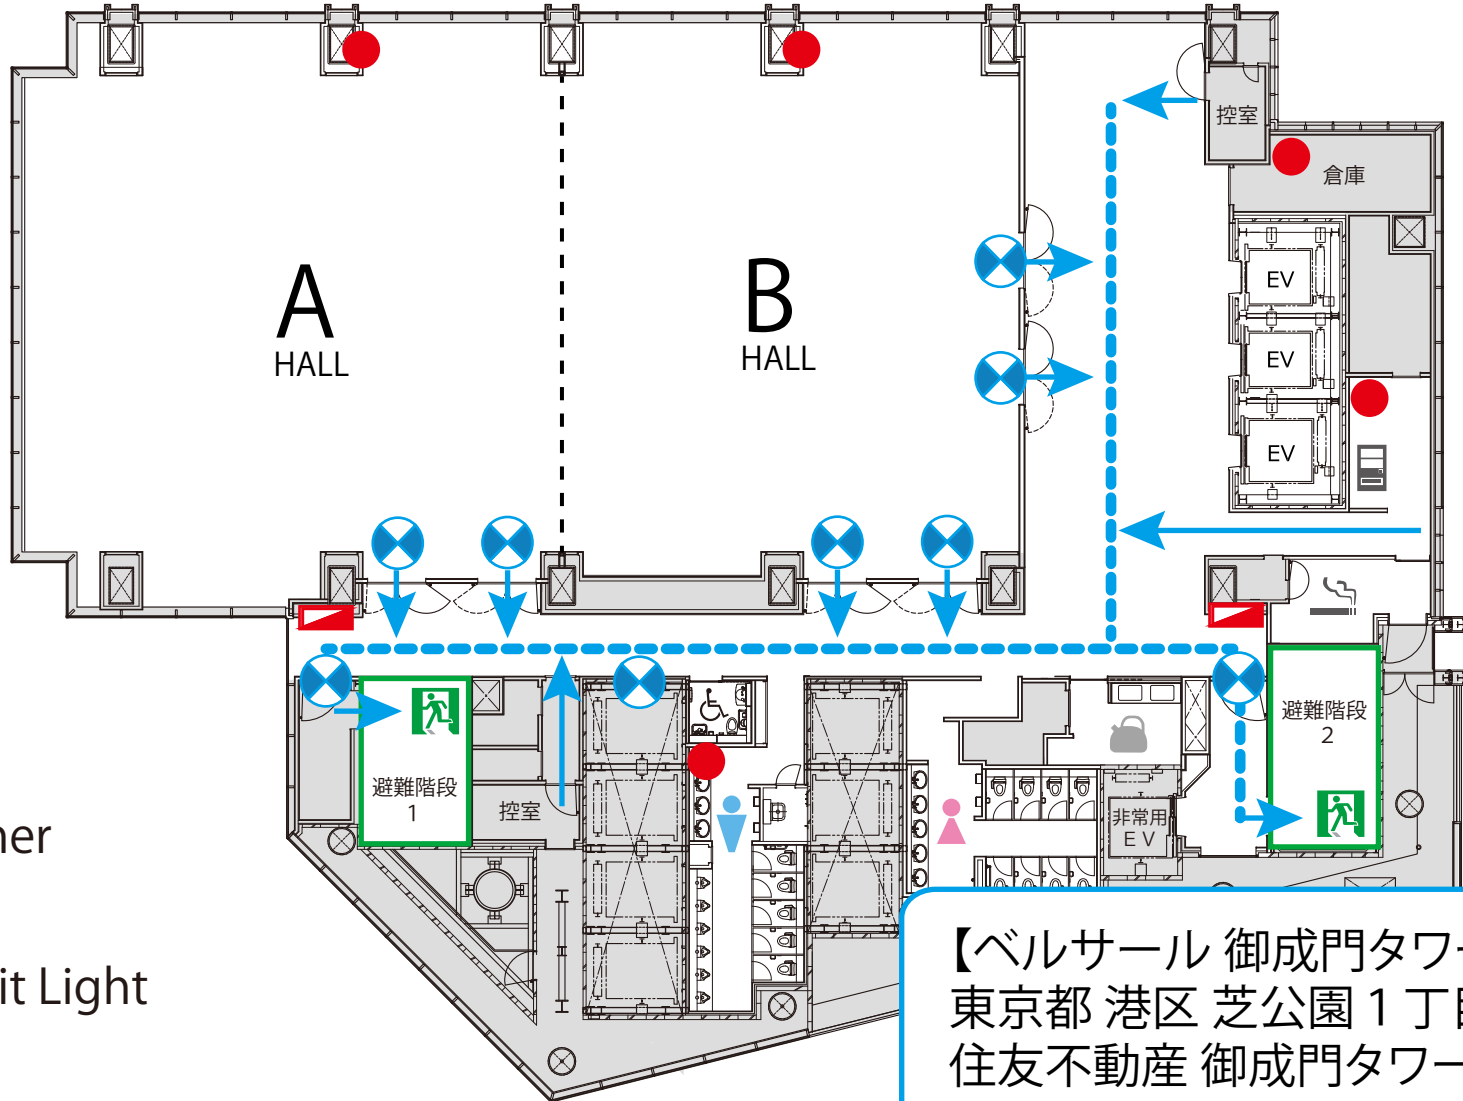 控室
倉庫
EV
EV
EV
A
HALL
B
HALL
避難階段
1
控室
避難階段
2
非常用
EV
ner
it Light
【ベルサール 御成門タワー
東京都 港区 芝公園 1 丁目
住友不動産 御成門タワー